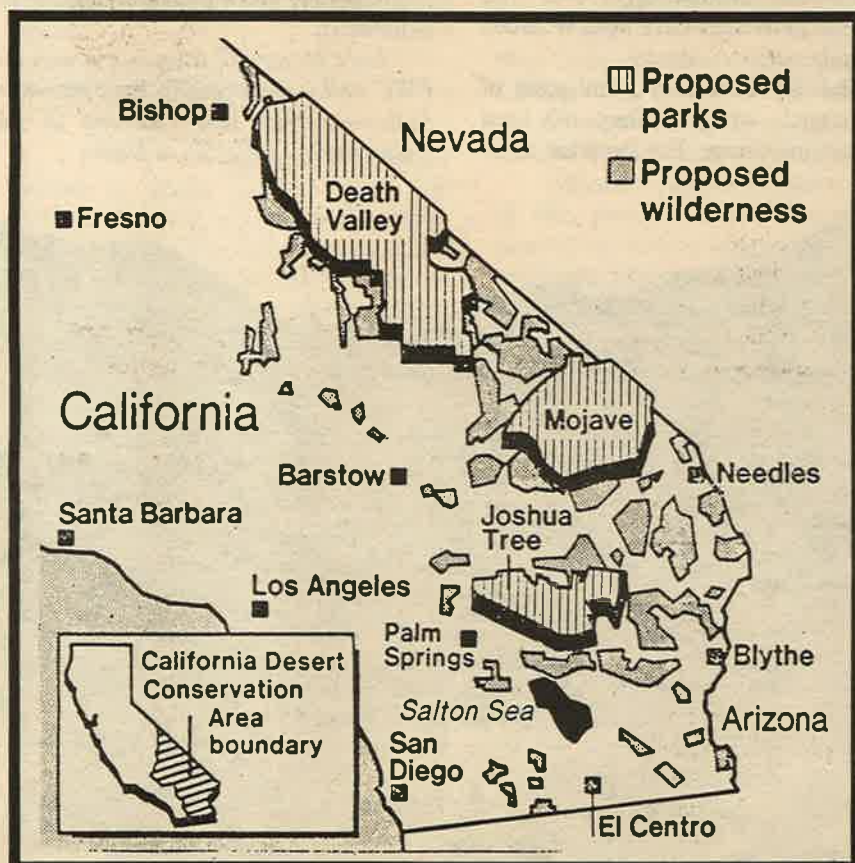 Proposed
parks
Proposed
wilderness
Bishop
Nevada
Death
Valley
Fresno
California
Mojave
Barstow
Needles
Santa Barbara
Joshua
Tree
Los Angeles
Palm
Springs
Blythe
California Desert
Conservation
Area
boundary
Salton Sea
Arizona
San
Diego
El Centro